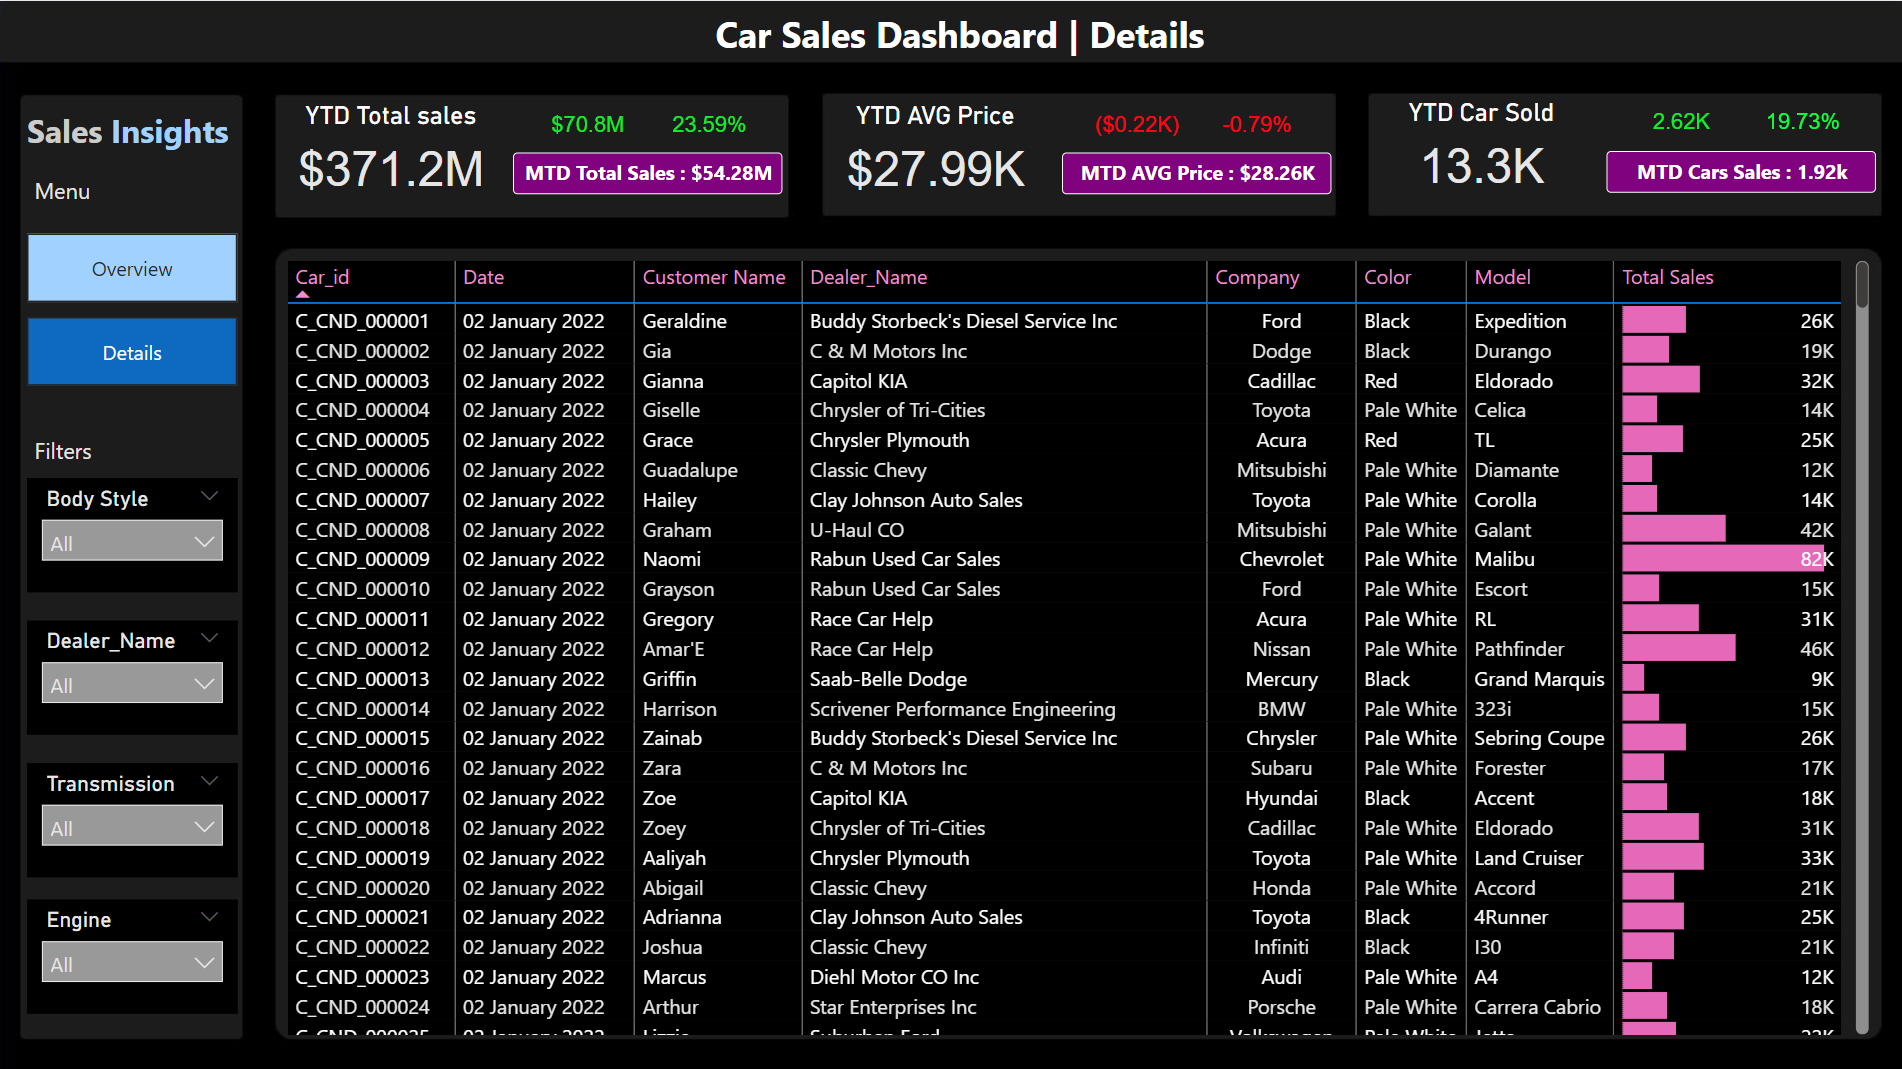 Car Sales Dashboard | Details
Sales Insights
Menu
Overview
Details
Filters
Body Style
All
Dealer_Name
All
Transmission
All
Engine
All
YTD Total sales
$70.8M 23.59%
$371.2M
MTD Total Sales : $54.28M
YTD AVG Price
($0.22K) -0.79%
$27.99K
MTD AVG Price : $28.26K
YTD Car Sold
2.62K 19.73%
13.3K
MTD Cars Sales : 1.92k
Car_id Date Customer Name Dealer_Name Company Color Model Total Sales
C_CND_000001 02 January 2022 Geraldine Buddy Storbeck's Diesel Service Inc Ford Black Expedition 26K
C_CND_000002 02 January 2022 Gia C & M Motors Inc Dodge Black Durango 19K
C_CND_000003 02 January 2022 Gianna Capitol KIA Cadillac Red Eldorado 32K
C_CND_000004 02 January 2022 Giselle Chrysler of Tri-Cities Toyota Pale White Celica 14K
C_CND_000005 02 January 2022 Grace Chrysler Plymouth Acura Red TL 25K
C_CND_000006 02 January 2022 Guadalupe Classic Chevy Mitsubishi Pale White Diamante 12K
C_CND_000007 02 January 2022 Hailey Clay Johnson Auto Sales Toyota Pale White Corolla 14K
C_CND_000008 02 January 2022 Graham U-Haul CO Mitsubishi Pale White Galant 42K
C_CND_000009 02 January 2022 Naomi Rabun Used Car Sales Chevrolet Pale White Malibu 82K
C_CND_000010 02 January 2022 Grayson Rabun Used Car Sales Ford Pale White Escort 15K
C_CND_000011 02 January 2022 Gregory Race Car Help Acura Pale White RL 31K
C_CND_000012 02 January 2022 Amar'E Race Car Help Nissan Pale White Pathfinder 46K
C_CND_000013 02 January 2022 Griffin Saab-Belle Dodge Mercury Black Grand Marquis 9K
C_CND_000014 02 January 2022 Harrison Scrivener Performance Engineering BMW Pale White 323i 15K
C_CND_000015 02 January 2022 Zainab Buddy Storbeck's Diesel Service Inc Chrysler Pale White Sebring Coupe 26K
C_CND_000016 02 January 2022 Zara C & M Motors Inc Subaru Pale White Forester 17K
C_CND_000017 02 January 2022 Zoe Capitol KIA Hyundai Black Accent 18K
C_CND_000018 02 January 2022 Zoey Chrysler of Tri-Cities Cadillac Pale White Eldorado 31K
C_CND_000019 02 January 2022 Aaliyah Chrysler Plymouth Toyota Pale White Land Cruiser 33K
C_CND_000020 02 January 2022 Abigail Classic Chevy Honda Pale White Accord 21K
C_CND_000021 02 January 2022 Adrianna Clay Johnson Auto Sales Toyota Black 4Runner 25K
C_CND_000022 02 January 2022 Joshua Classic Chevy Infiniti Black I30 21K
C_CND_000023 02 January 2022 Marcus Diehl Motor CO Inc Audi Pale White A4 12K
C_CND_000024 02 January 2022 Arthur Star Enterprises Inc Porsche Pale White Carrera Cabrio 18K